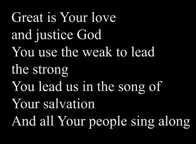 Great is Your love
and justice God
You use the weak to lead
the strong
You lead us in the song of
Your salvation
And all Your people sing along